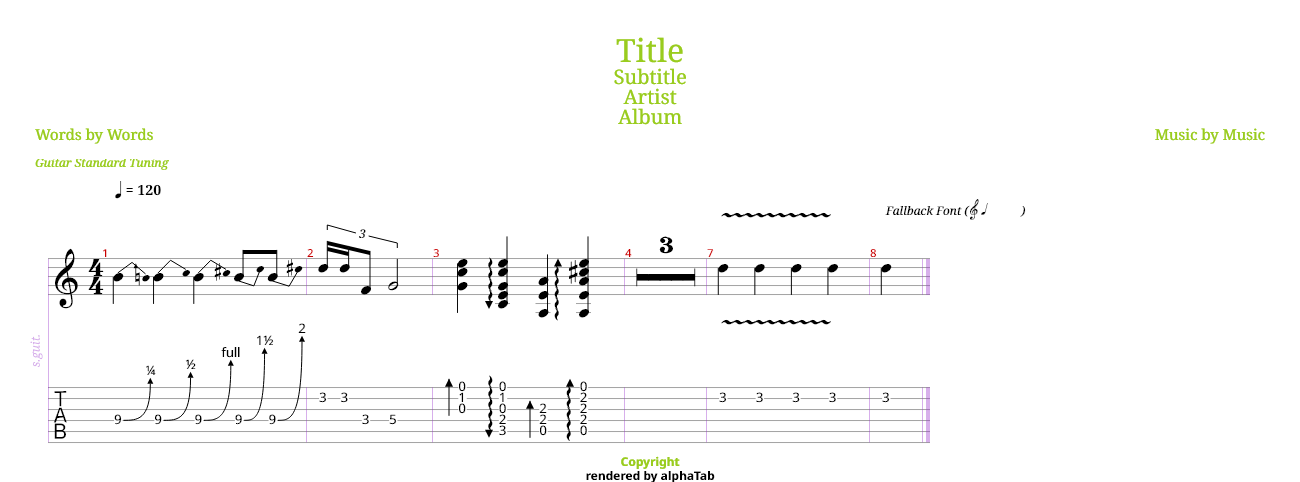 Title
Subtitle
Artist
Album
Words by Words
Music by Music
Guitar Standard Tuning
♩ = 120
Fallback Font (𝄞 ♩ )
1 2 3 4 7 8
3 3
4
4
s.guit.
¼ ½ full 1½ 2
T
A
B
9 9 9 9 9
3 3 3 5
0 1 0
0 1 0 2 3
2 2 0
0 2 2 2 0
3 3 3 3
3
Copyright
rendered by alphaTab